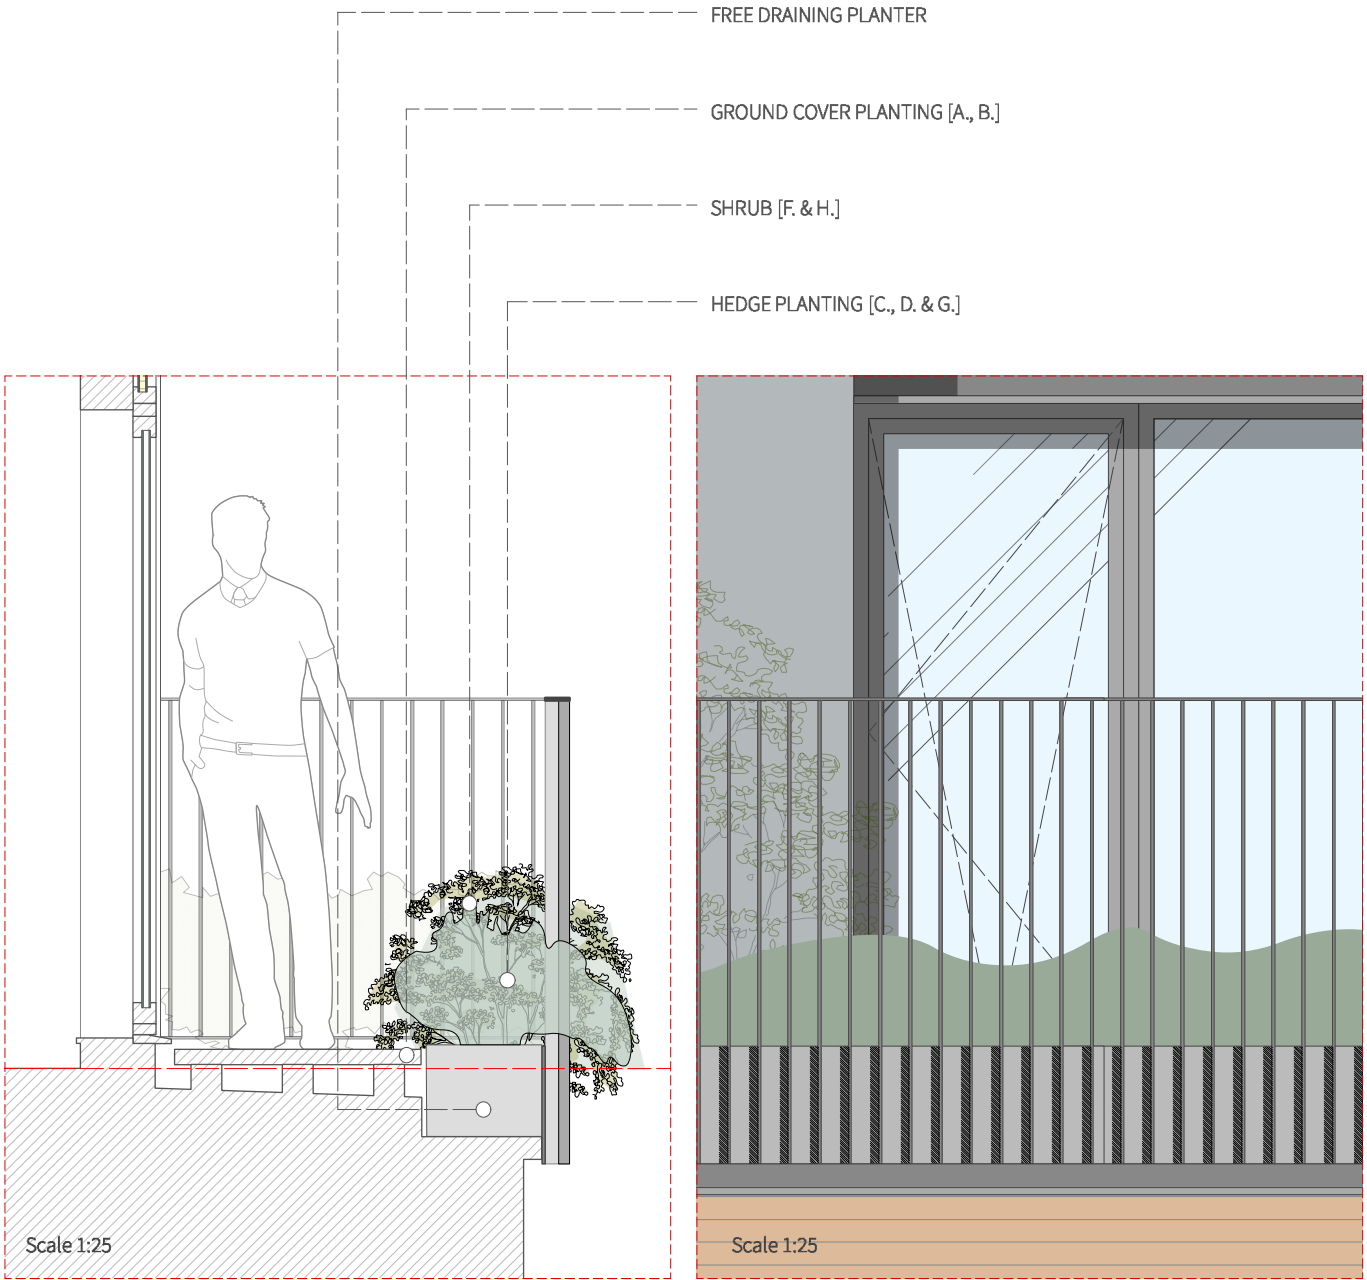 FREE DRAINING PLANTER
GROUND COVER PLANTING [A., B.]
SHRUB [F. & H.]
HEDGE PLANTING [C., D. & G.]
Scale 1:25
Scale 1:25